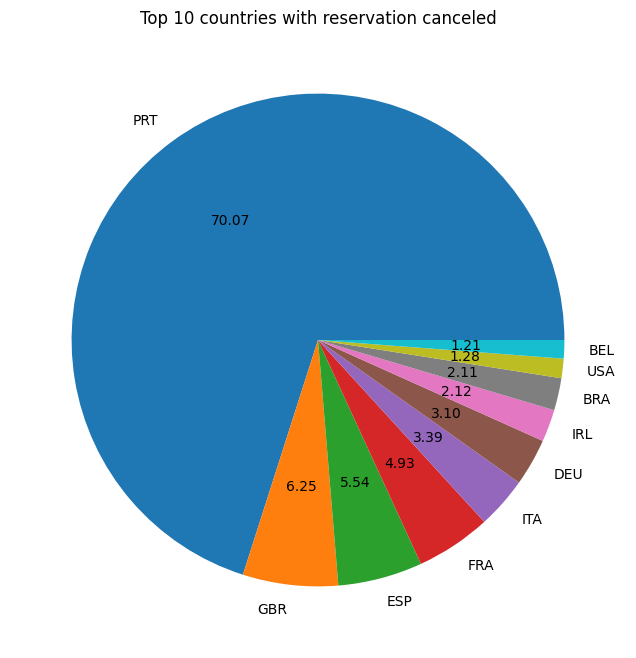 Top 10 countries with reservation canceled
PRT
70.07
1.21
BEL
1.28
USA
2.11
BRA
2.12
IRL
3.10
DEU
3.39
ITA
4.93
FRA
5.54
ESP
6.25
GBR